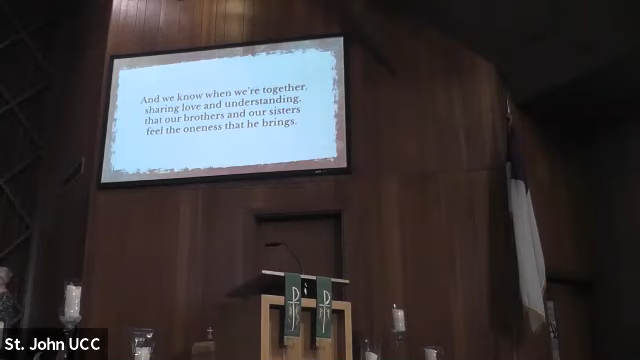 And we know when we're together,
sharing love and understanding,
that our brothers and our sisters
feel the oneness that he brings.
St. John UCC